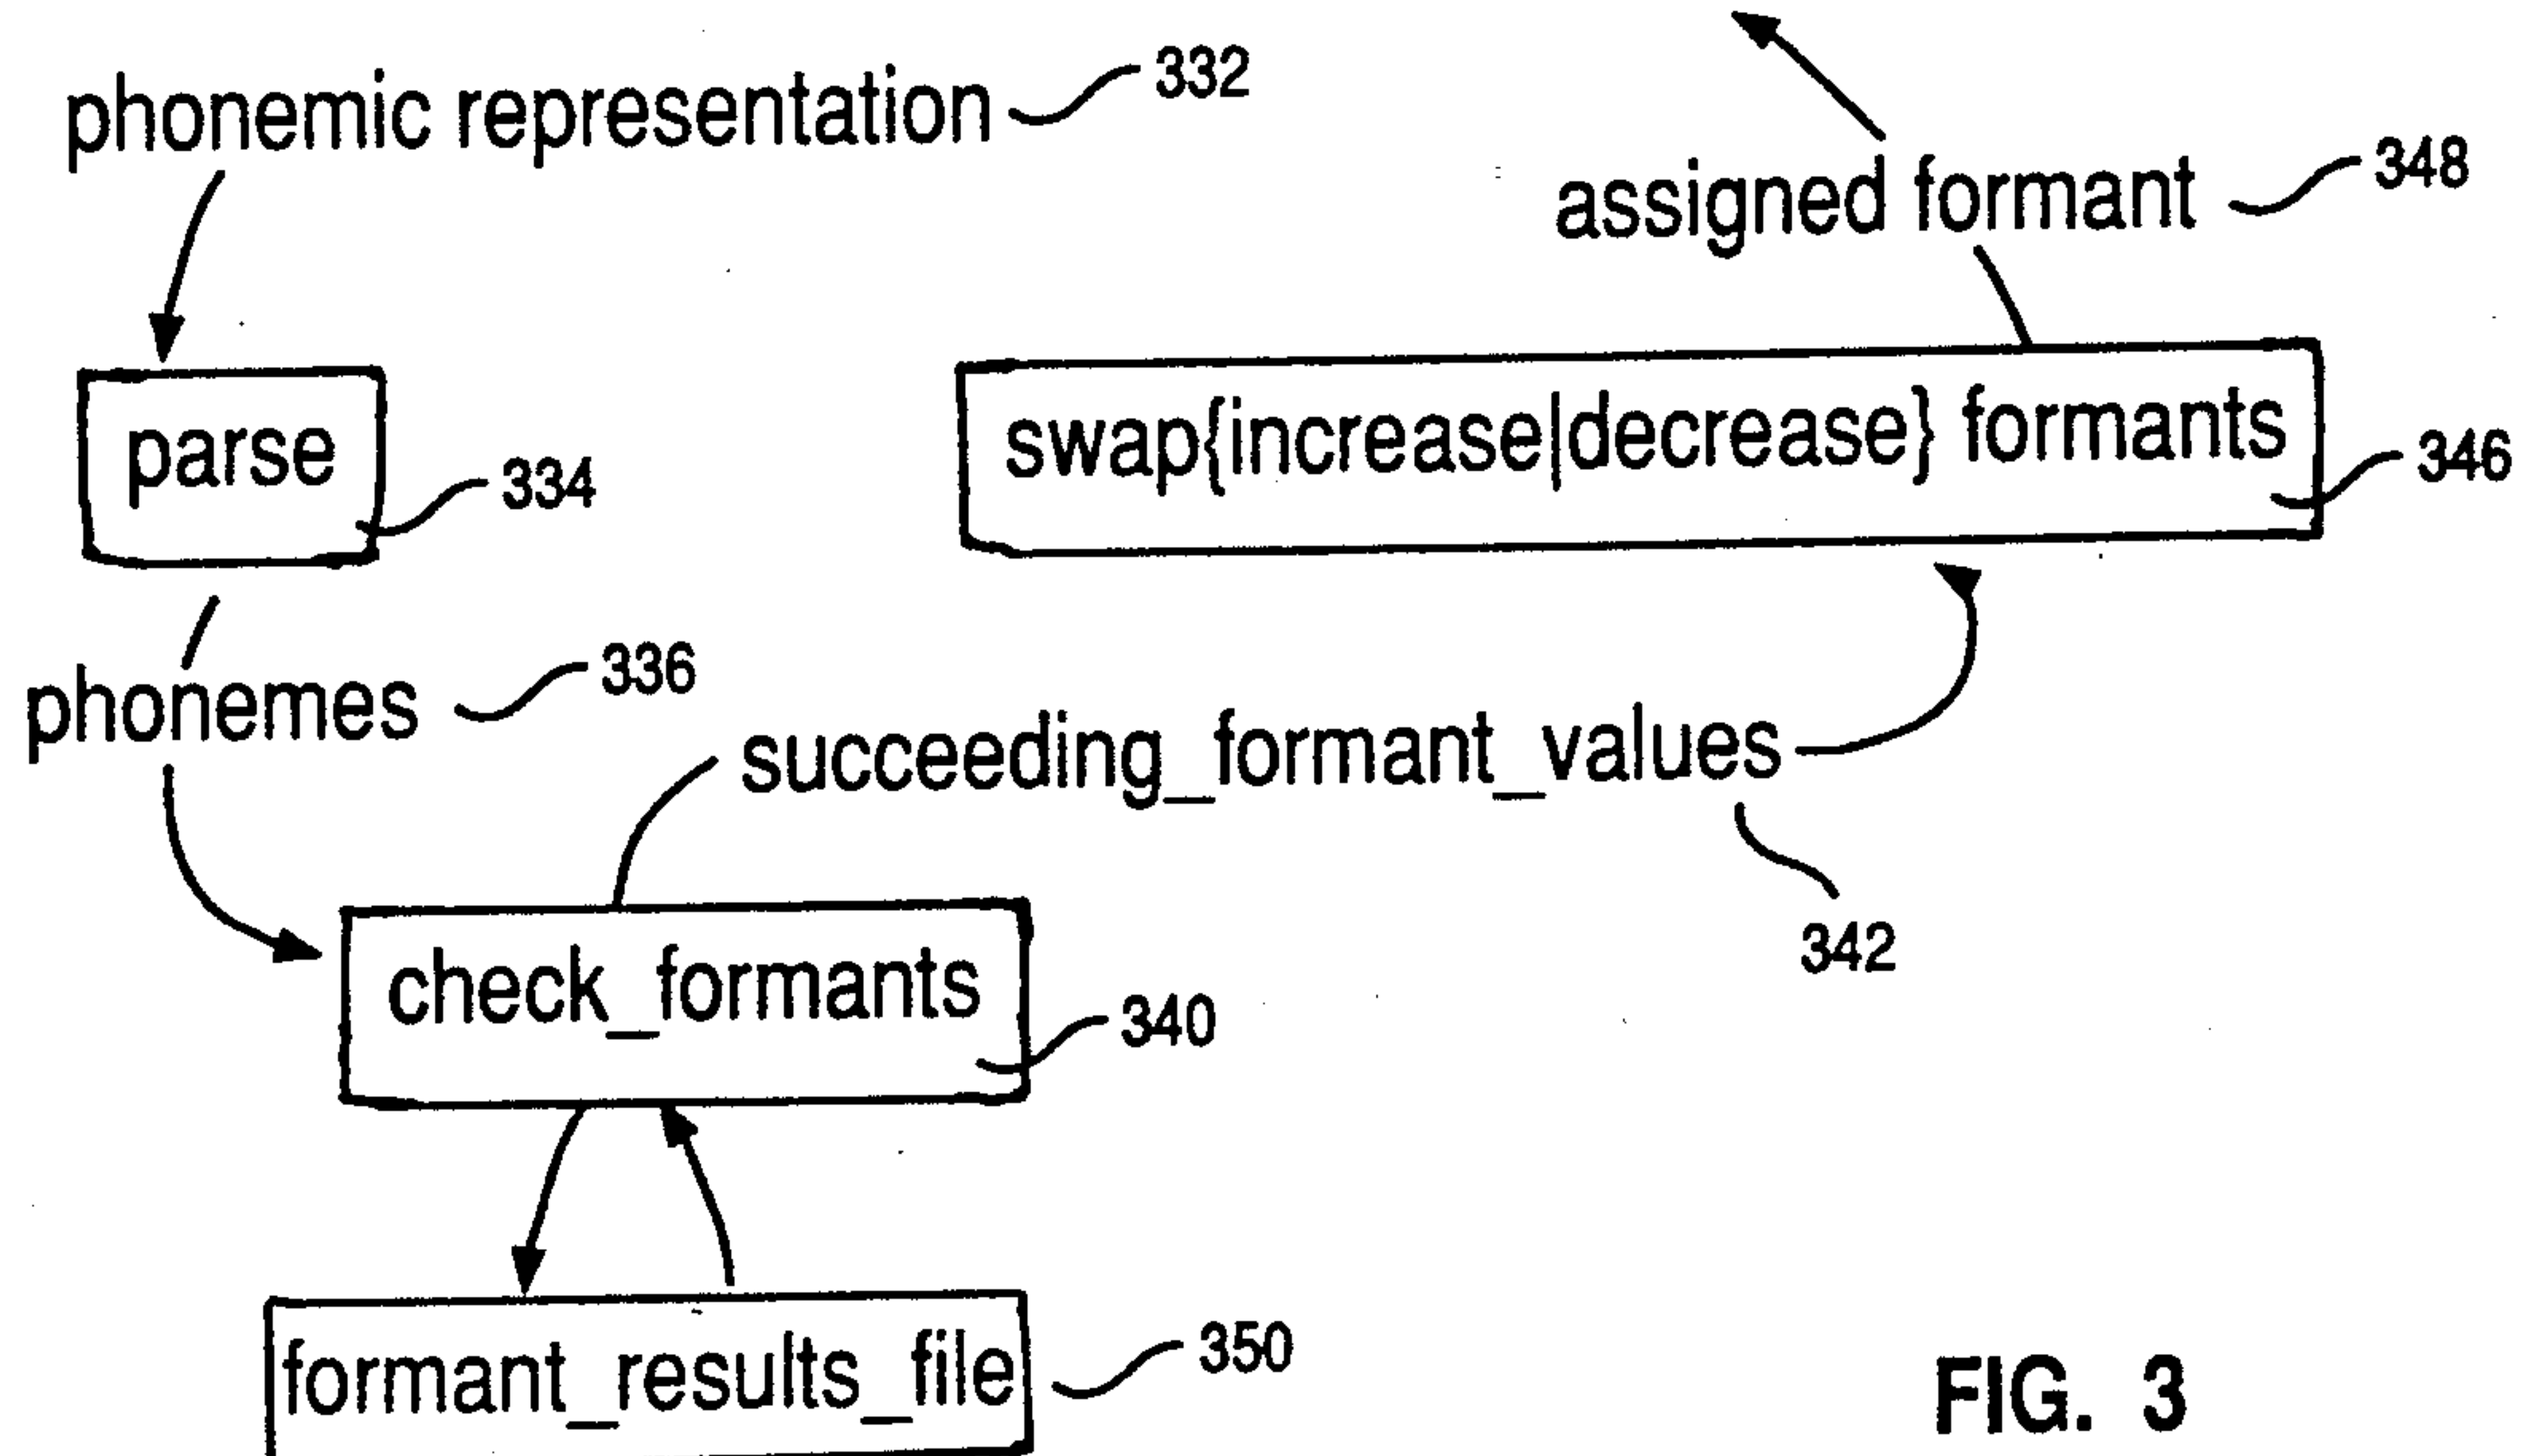 phonemic representation 332
assigned formant 348
parse 334
swap{increase|decrease} formants 346
phonemes 336
succeeding_formant_values
342
check_formants 340
formant_results_file 350
FIG. 3